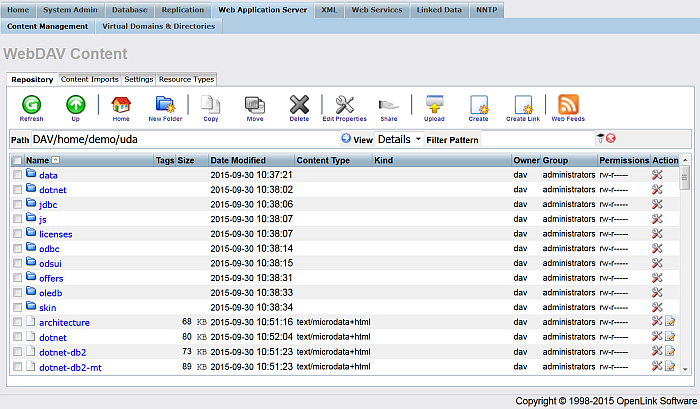 Home System Admin Database Replication Web Application Server XML Web Services Linked Data NNTP
Content Management Virtual Domains & Directories
WebDAV Content
Repository Content Imports Settings Resource Types
Refresh Up Home New Folder Copy Move Delete Edit Properties Share Upload Create Create Link Web Feeds
Path DAV/home/demo/uda View Details Filter Pattern
Name Tags Size Date Modified Content Type Kind Owner Group Permissions Action
data 2015-09-30 10:37:21 dav administrators rw-r-----
dotnet 2015-09-30 10:38:02 dav administrators rw-r-----
jdbc 2015-09-30 10:38:06 dav administrators rw-r-----
js 2015-09-30 10:38:07 dav administrators rw-r-----
licenses 2015-09-30 10:38:07 dav administrators rw-r-----
odbc 2015-09-30 10:38:14 dav administrators rw-r-----
odsui 2015-09-30 10:38:15 dav administrators rw-r-----
offers 2015-09-30 10:38:31 dav administrators rw-r-----
oledb 2015-09-30 10:38:33 dav administrators rw-r-----
skin 2015-09-30 10:38:34 dav administrators rw-r-----
architecture 68 KB 2015-09-30 10:51:16 text/microdata+html dav administrators rw-r-----
dotnet 80 KB 2015-09-30 10:52:04 text/microdata+html dav administrators rw-r-----
dotnet-db2 73 KB 2015-09-30 10:51:23 text/microdata+html dav administrators rw-r-----
dotnet-db2-mt 89 KB 2015-09-30 10:51:23 text/microdata+html dav administrators rw-r-----
Copyright © 1998-2015 OpenLink Software